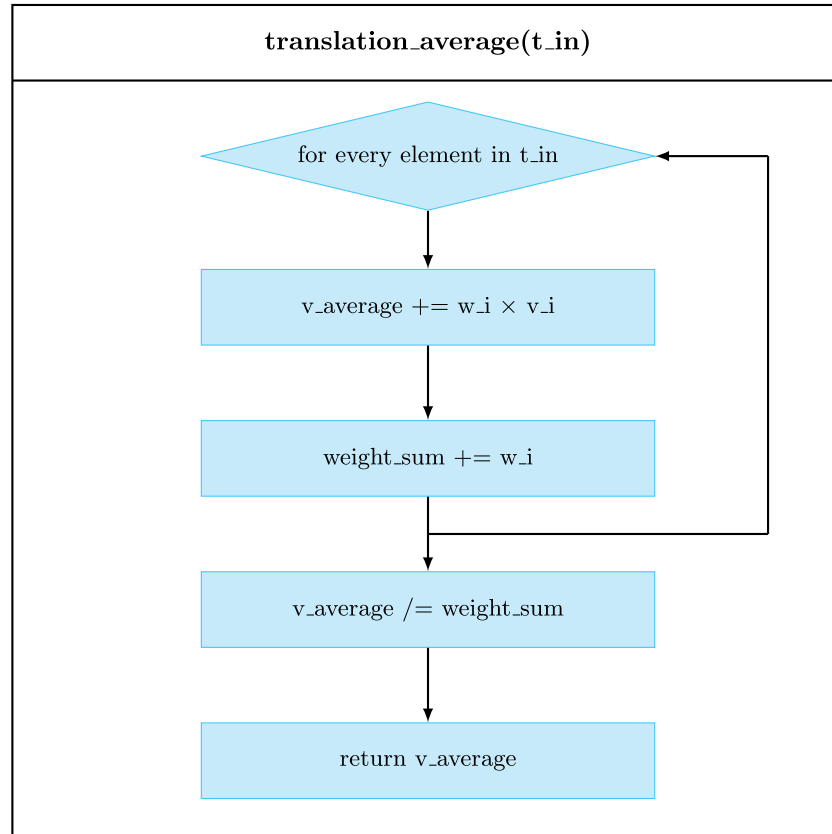 translation_average(t_in)
for every element in t_in
v_average += w_i × v_i
weight_sum += w_i
v_average /= weight_sum
return v_average